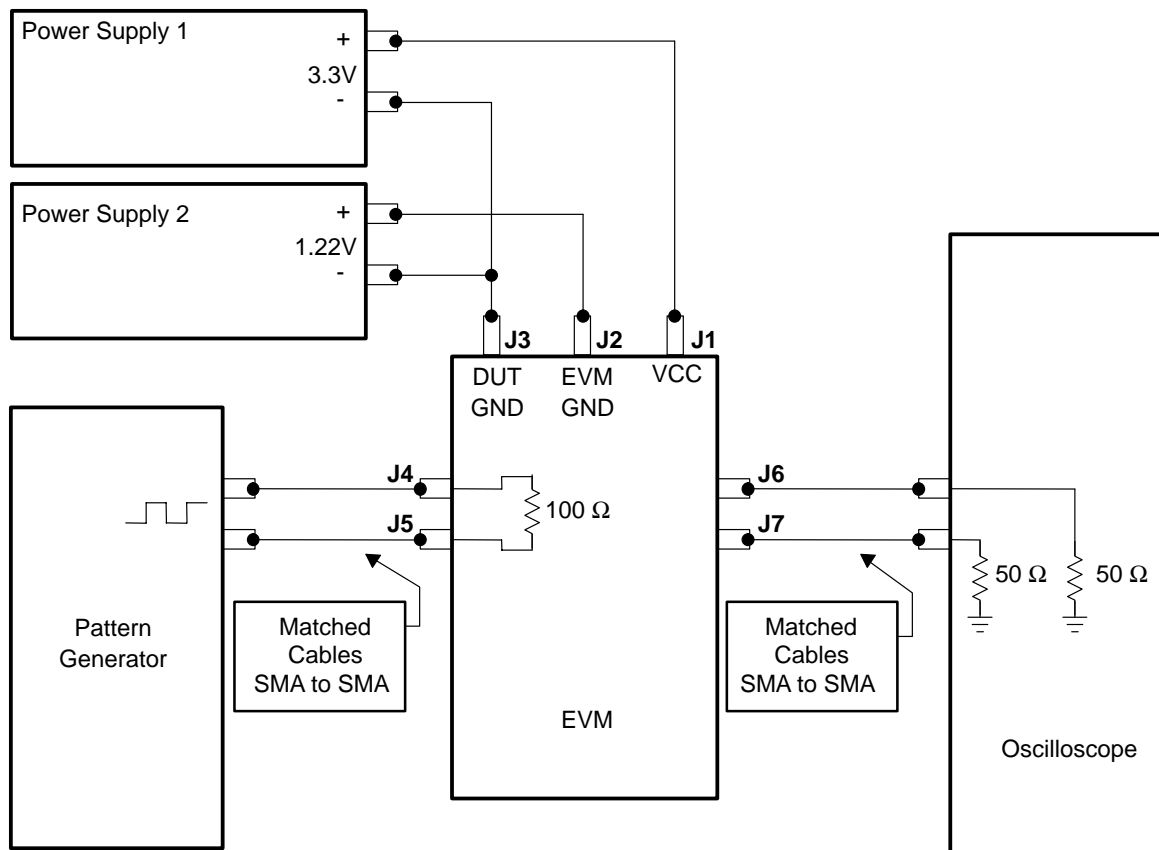 Power Supply 1
+
3.3V
-
Power Supply 2
+
1.22V
-
J3
J2
J1
DUT
GND
EVM
GND
VCC
J4
J5
100 Ω
J6
J7
50 Ω
50 Ω
Pattern
Generator
Matched
Cables
SMA to SMA
Matched
Cables
SMA to SMA
EVM
Oscilloscope